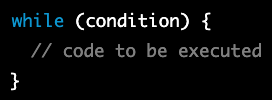 while (condition) {
  // code to be executed
}